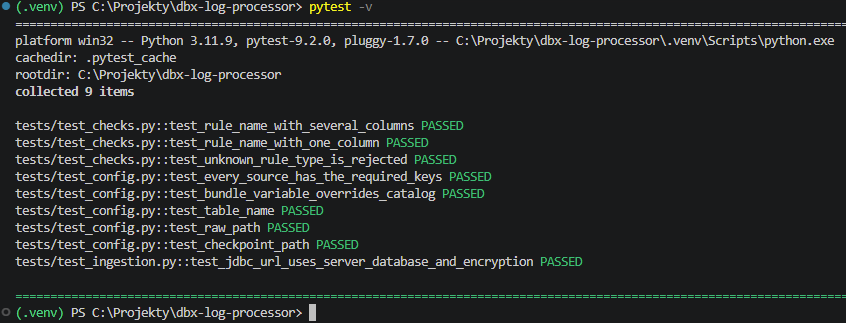 (.venv) PS C:\Projekty\dbx-log-processor> pytest -v
platform win32 -- Python 3.11.9, pytest-9.2.0, pluggy-1.7.0 -- C:\Projekty\dbx-log-processor\.venv\Scripts\python.exe
cachedir: .pytest_cache
rootdir: C:\Projekty\dbx-log-processor
collected 9 items
tests/test_checks.py::test_rule_name_with_several_columns PASSED
tests/test_checks.py::test_rule_name_with_one_column PASSED
tests/test_checks.py::test_unknown_rule_type_is_rejected PASSED
tests/test_config.py::test_every_source_has_the_required_keys PASSED
tests/test_config.py::test_bundle_variable_overrides_catalog PASSED
tests/test_config.py::test_table_name PASSED
tests/test_config.py::test_raw_path PASSED
tests/test_config.py::test_checkpoint_path PASSED
tests/test_ingestion.py::test_jdbc_url_uses_server_database_and_encryption PASSED
(.venv) PS C:\Projekty\dbx-log-processor>